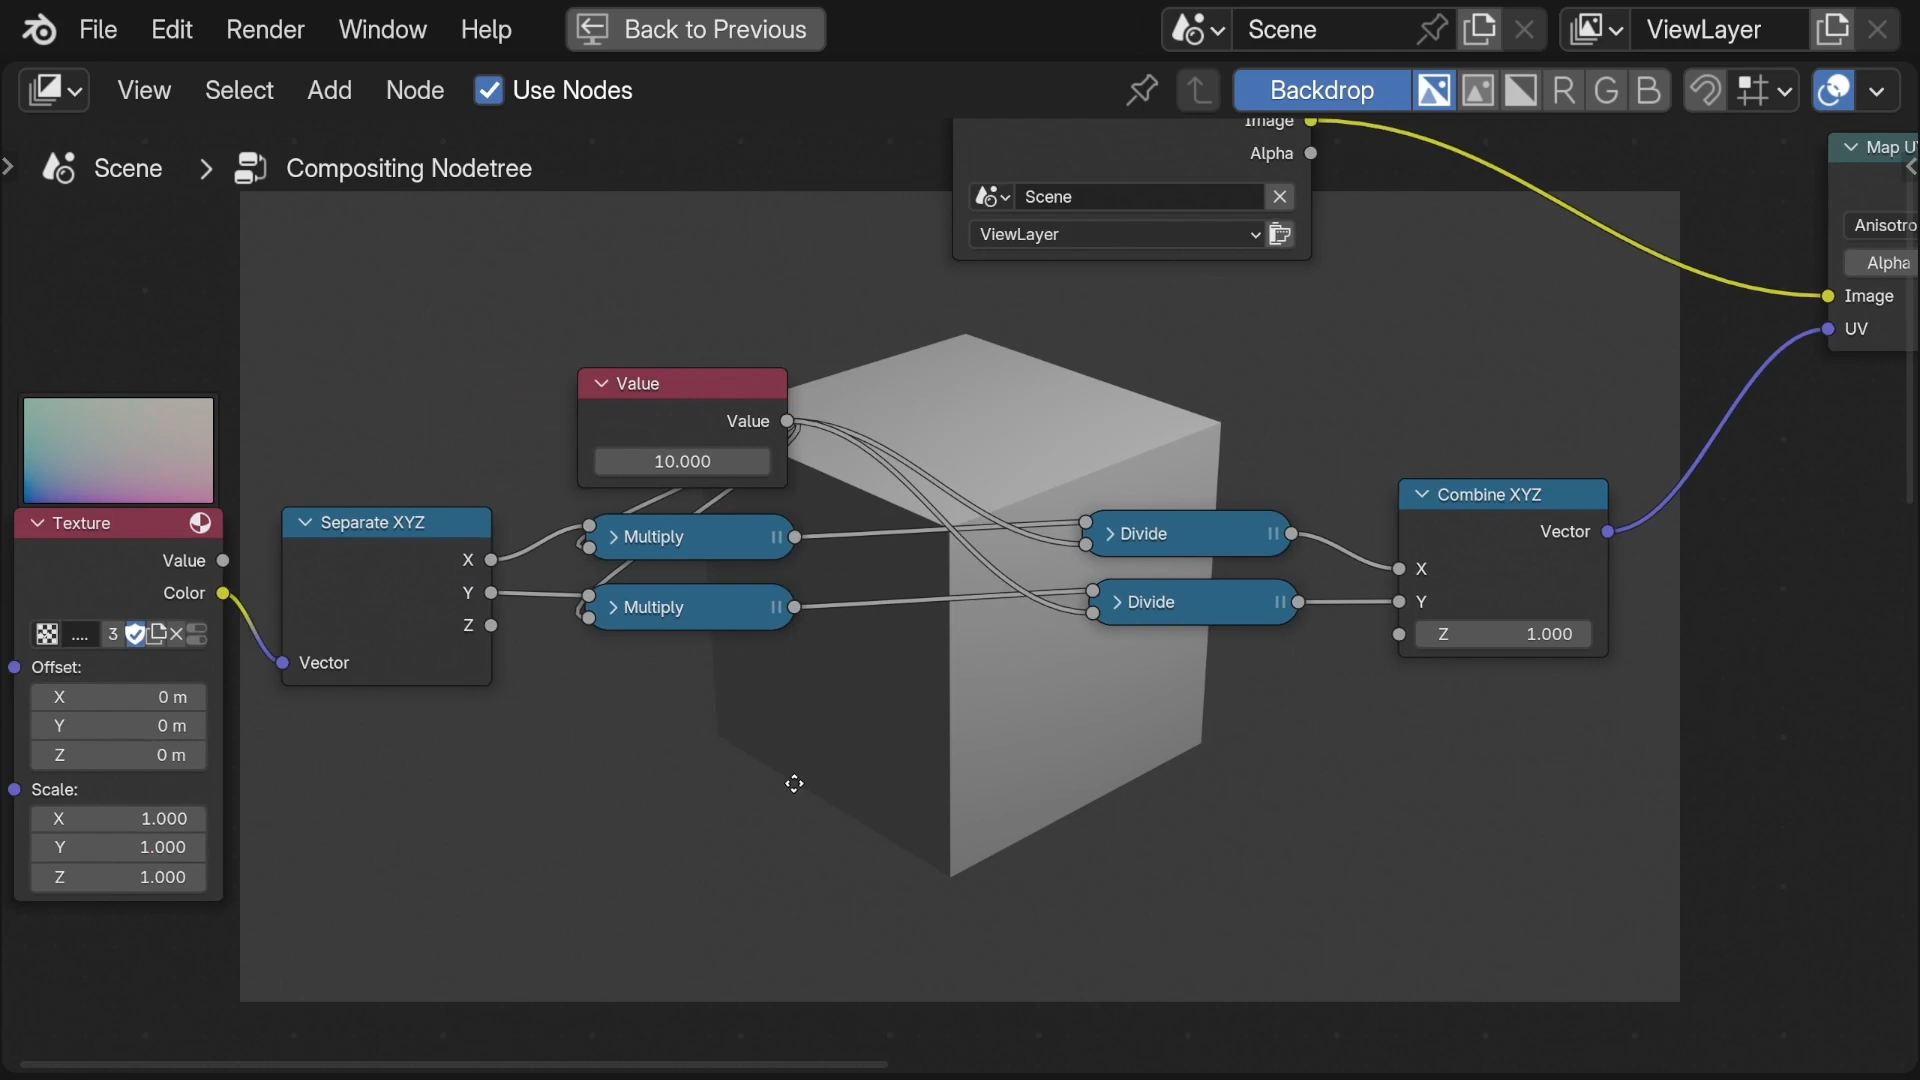 File Edit Render Window Help Back to Previous Scene ViewLayer
View Select Add Node Use Nodes Backdrop R G B
Scene Compositing Nodetree
Image
Alpha
Scene
ViewLayer
Map U
Anisotro
Alpha
Image
UV
Value
Value
10.000
Texture
Value
Color
.... 3
Offset:
X 0 m
Y 0 m
Z 0 m
Scale:
X 1.000
Y 1.000
Z 1.000
Separate XYZ
X
Y
Z
Vector
Multiply
Multiply
Divide
Divide
Combine XYZ
Vector
X
Y
Z 1.000